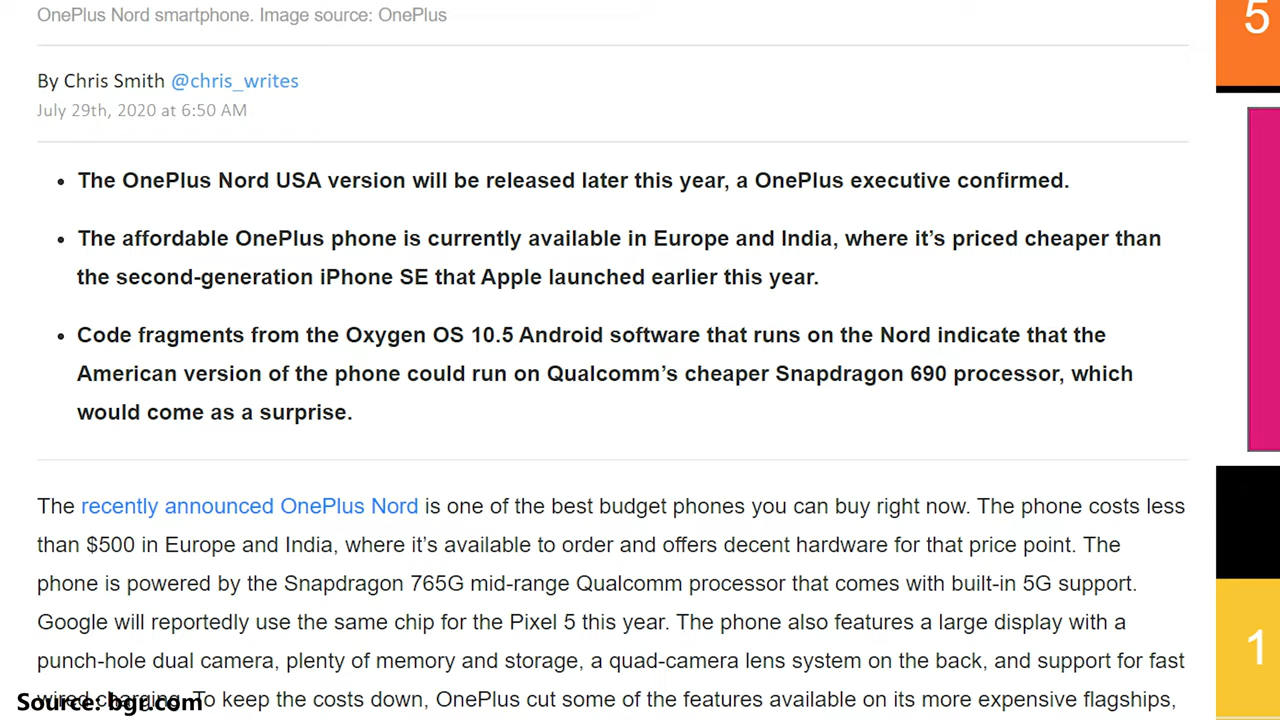 OnePlus Nord smartphone. Image source: OnePlus
By Chris Smith @chris_writes
July 29th, 2020 at 6:50 AM
• The OnePlus Nord USA version will be released later this year, a OnePlus executive confirmed.
• The affordable OnePlus phone is currently available in Europe and India, where it’s priced cheaper than
the second-generation iPhone SE that Apple launched earlier this year.
• Code fragments from the Oxygen OS 10.5 Android software that runs on the Nord indicate that the
American version of the phone could run on Qualcomm’s cheaper Snapdragon 690 processor, which
would come as a surprise.
The recently announced OnePlus Nord is one of the best budget phones you can buy right now. The phone costs less
than $500 in Europe and India, where it’s available to order and offers decent hardware for that price point. The
phone is powered by the Snapdragon 765G mid-range Qualcomm processor that comes with built-in 5G support.
Google will reportedly use the same chip for the Pixel 5 this year. The phone also features a large display with a
punch-hole dual camera, plenty of memory and storage, a quad-camera lens system on the back, and support for fast
wired charging. To keep the costs down, OnePlus cut some of the features available on its more expensive flagships,
Source: bgr.com
5
1